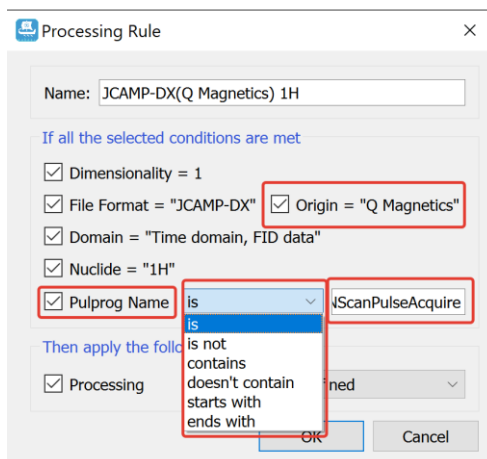 Processing Rule
Name: JCAMP-DX(Q Magnetics) 1H
If all the selected conditions are met
Dimensionality = 1
File Format = "JCAMP-DX" Origin = "Q Magnetics"
Domain = "Time domain, FID data"
Nuclide = "1H"
Pulprog Name is ScanPulseAcquire
is
is not
Then apply the follo
contains
Processing doesn't contain ned
starts with
ends with
OK Cancel